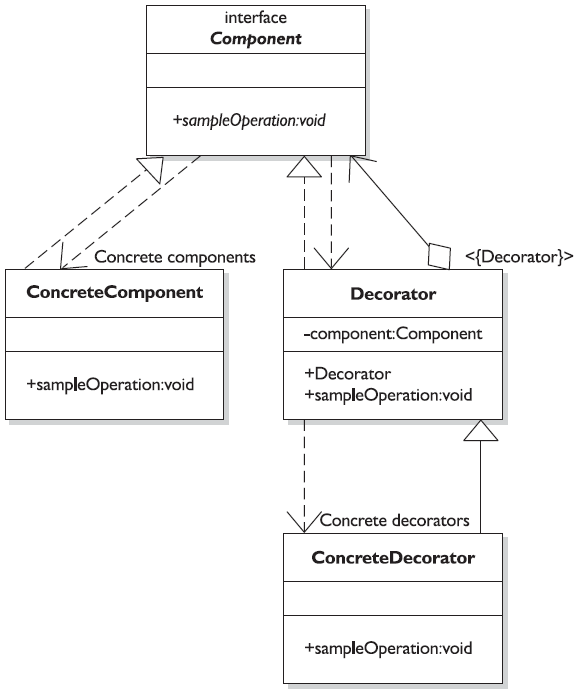 interface
Component
+sampleOperation:void
Concrete components
<{Decorator}>
ConcreteComponent
+sampleOperation:void
Decorator
-component:Component
+Decorator
+sampleOperation:void
Concrete decorators
ConcreteDecorator
+sampleOperation:void